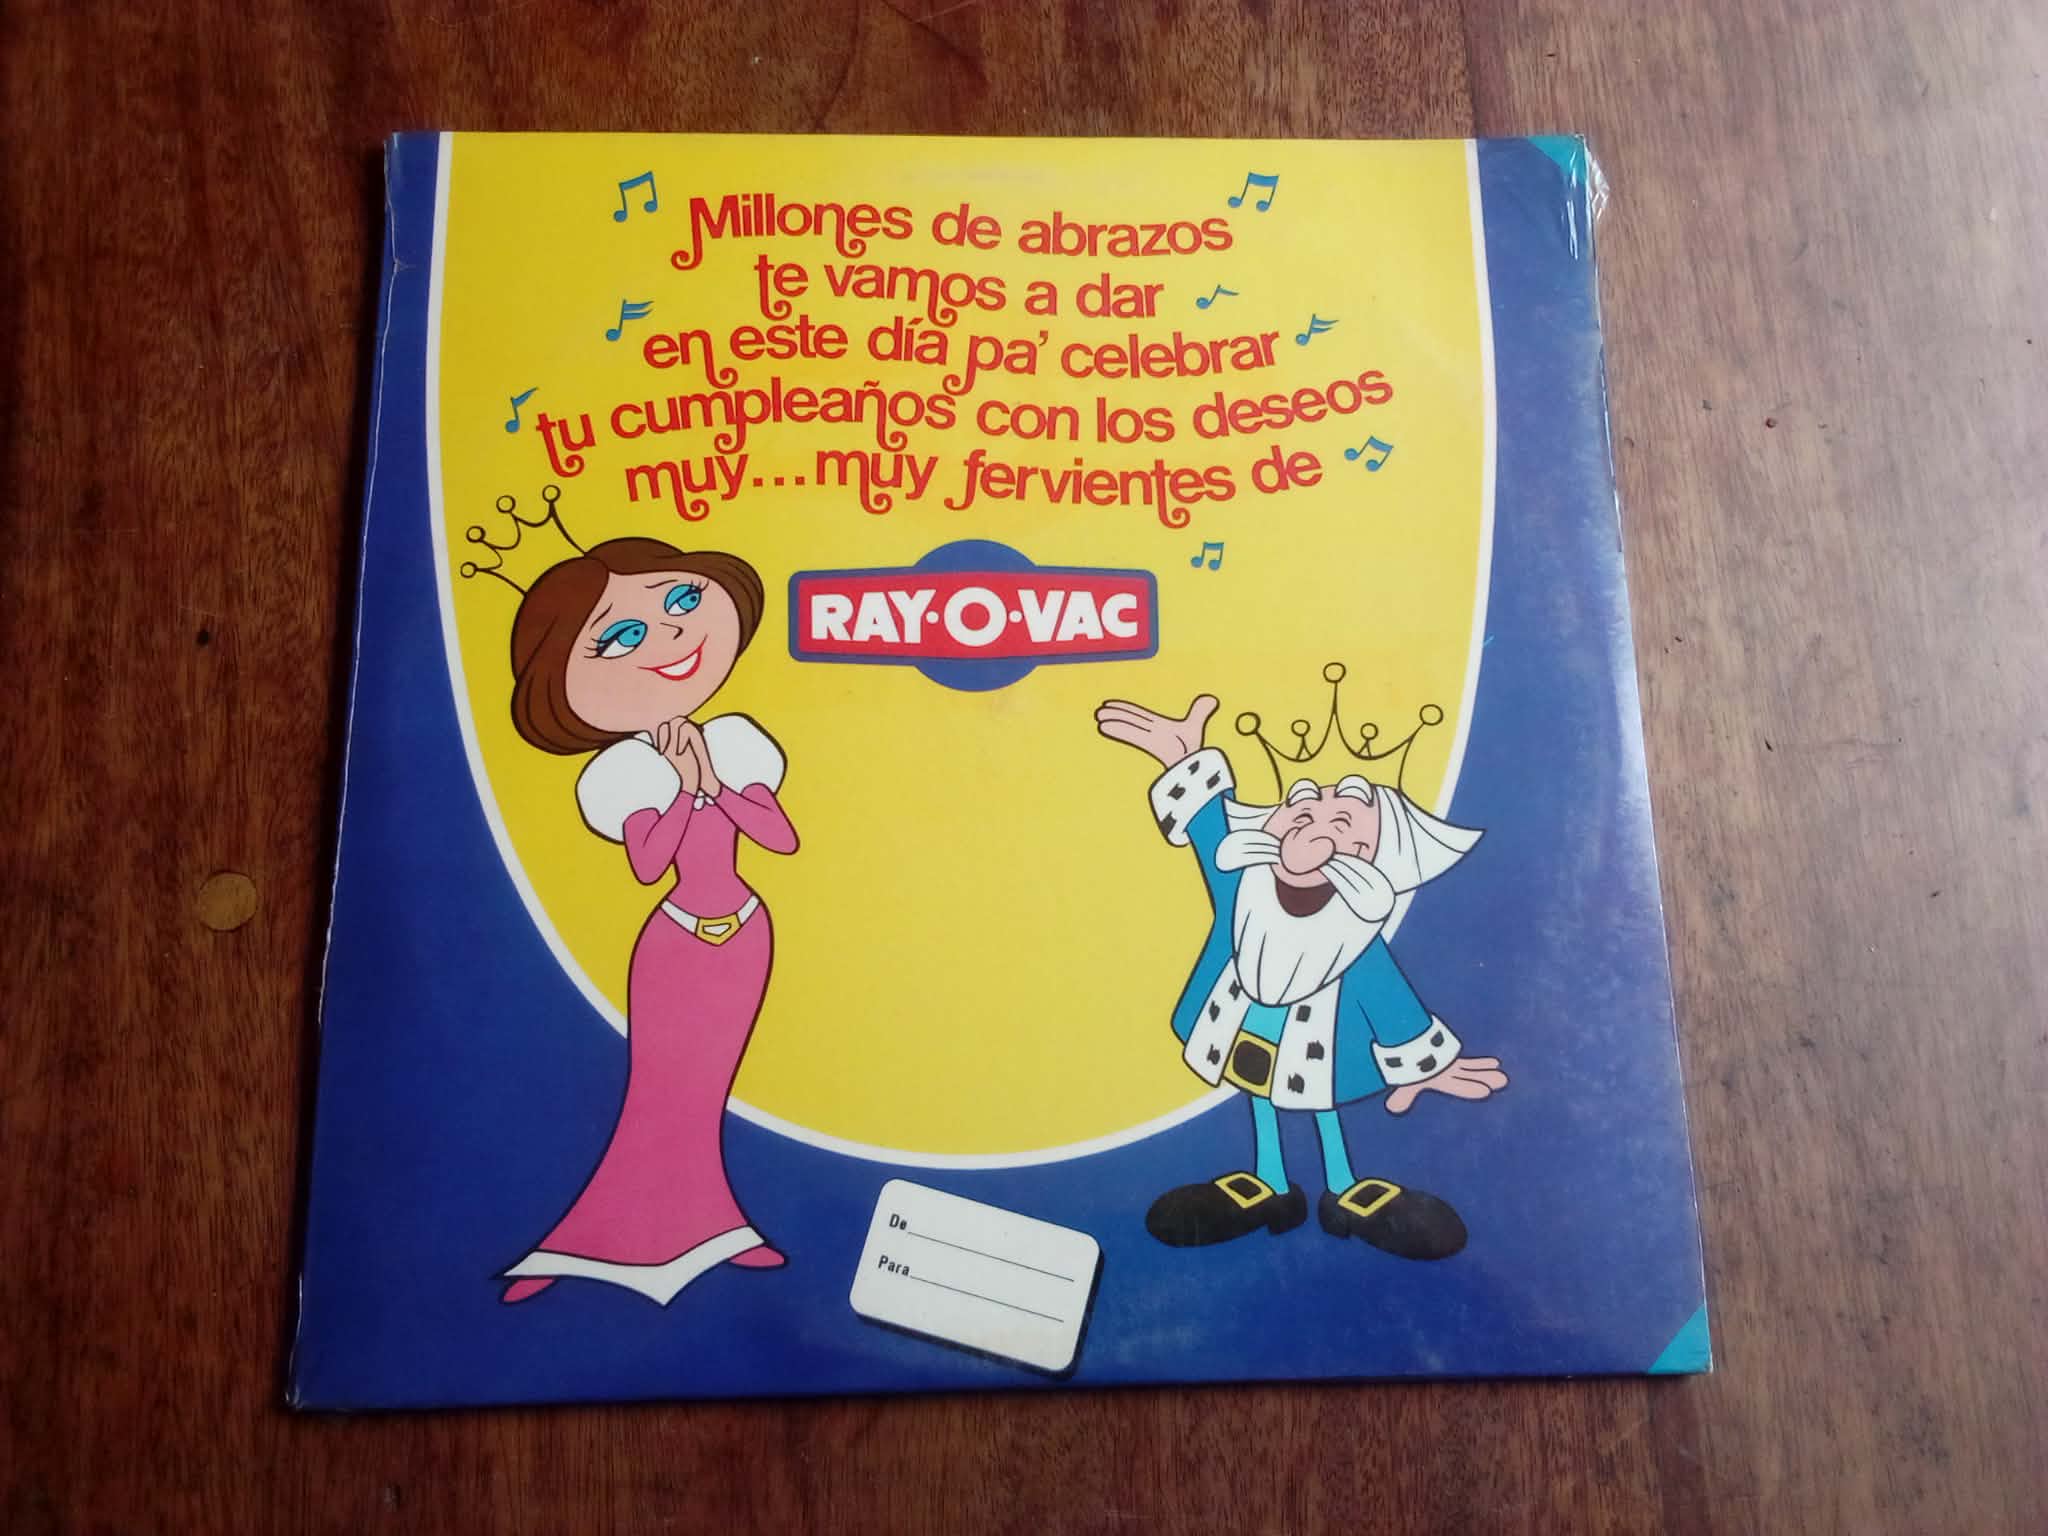 Millones de abrazos
te vamos a dar
en este día pa' celebrar
tu cumpleaños con los deseos
muy...muy fervientes de
RAY·O·VAC
De
Para